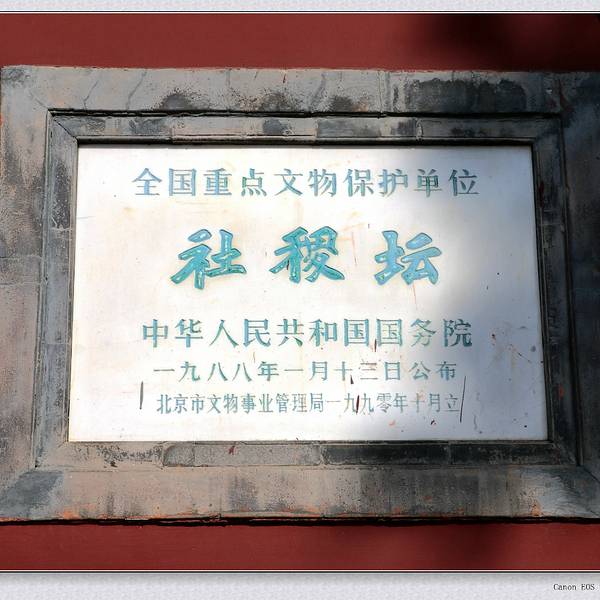 全国重点文物保护单位
社稷坛
中华人民共和国国务院
一九八八年一月十三日公布
北京市文物事业管理局一九九零年十月立
Canon EOS